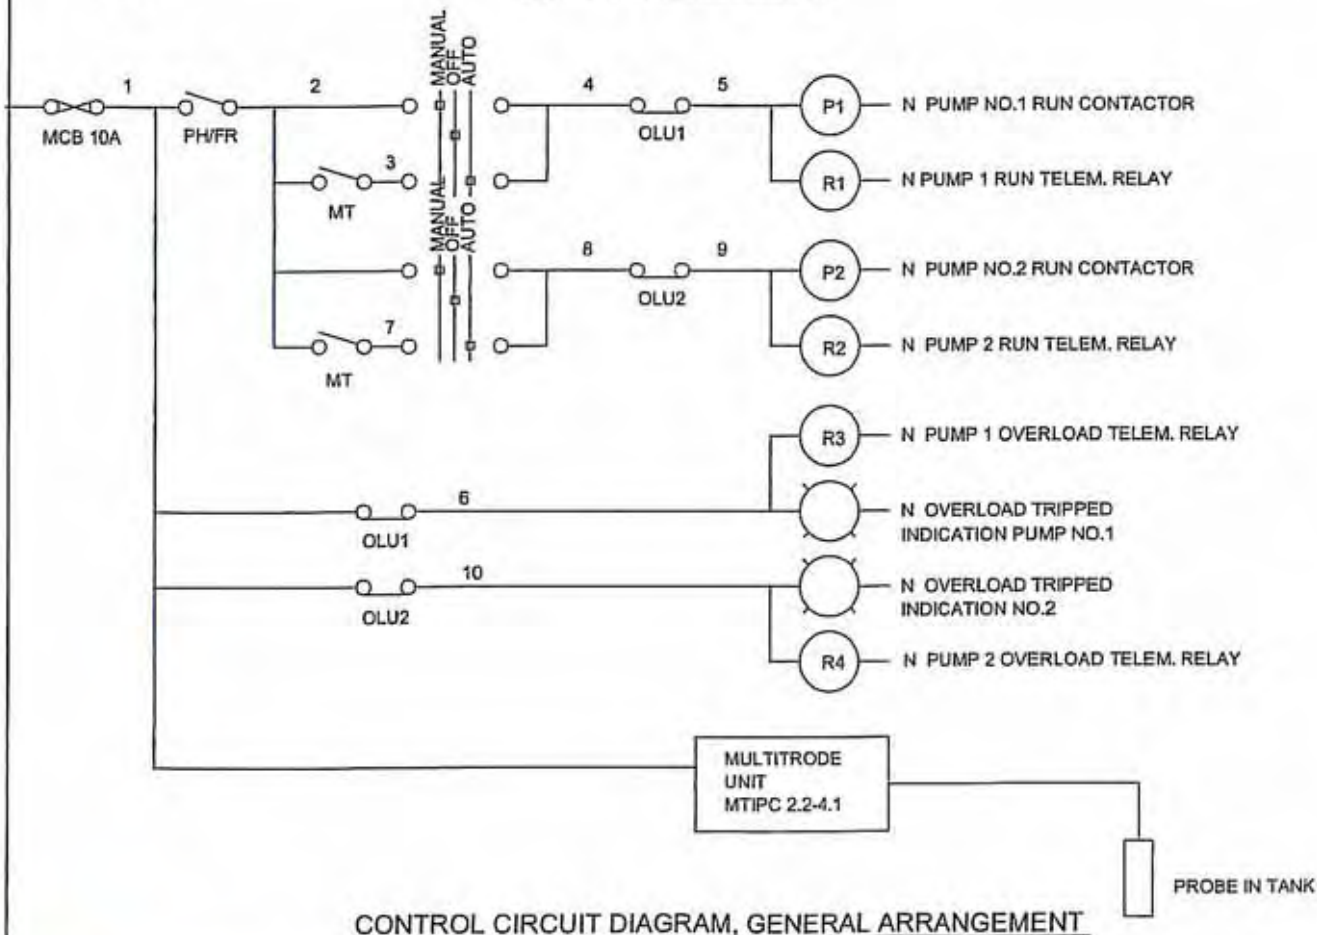 MANUAL
OFF
AUTO
1
2
4
5
MCB 10A
PH/FR
OLU1
P1
N PUMP NO.1 RUN CONTACTOR
3
MT
R1
N PUMP 1 RUN TELEM. RELAY
MANUAL
OFF
AUTO
8
9
OLU2
P2
N PUMP NO.2 RUN CONTACTOR
7
MT
R2
N PUMP 2 RUN TELEM. RELAY
R3
N PUMP 1 OVERLOAD TELEM. RELAY
6
OLU1
N OVERLOAD TRIPPED
INDICATION PUMP NO.1
10
OLU2
N OVERLOAD TRIPPED
INDICATION NO.2
R4
N PUMP 2 OVERLOAD TELEM. RELAY
MULTITRODE
UNIT
MTIPC 2.2-4.1
PROBE IN TANK
CONTROL CIRCUIT DIAGRAM, GENERAL ARRANGEMENT